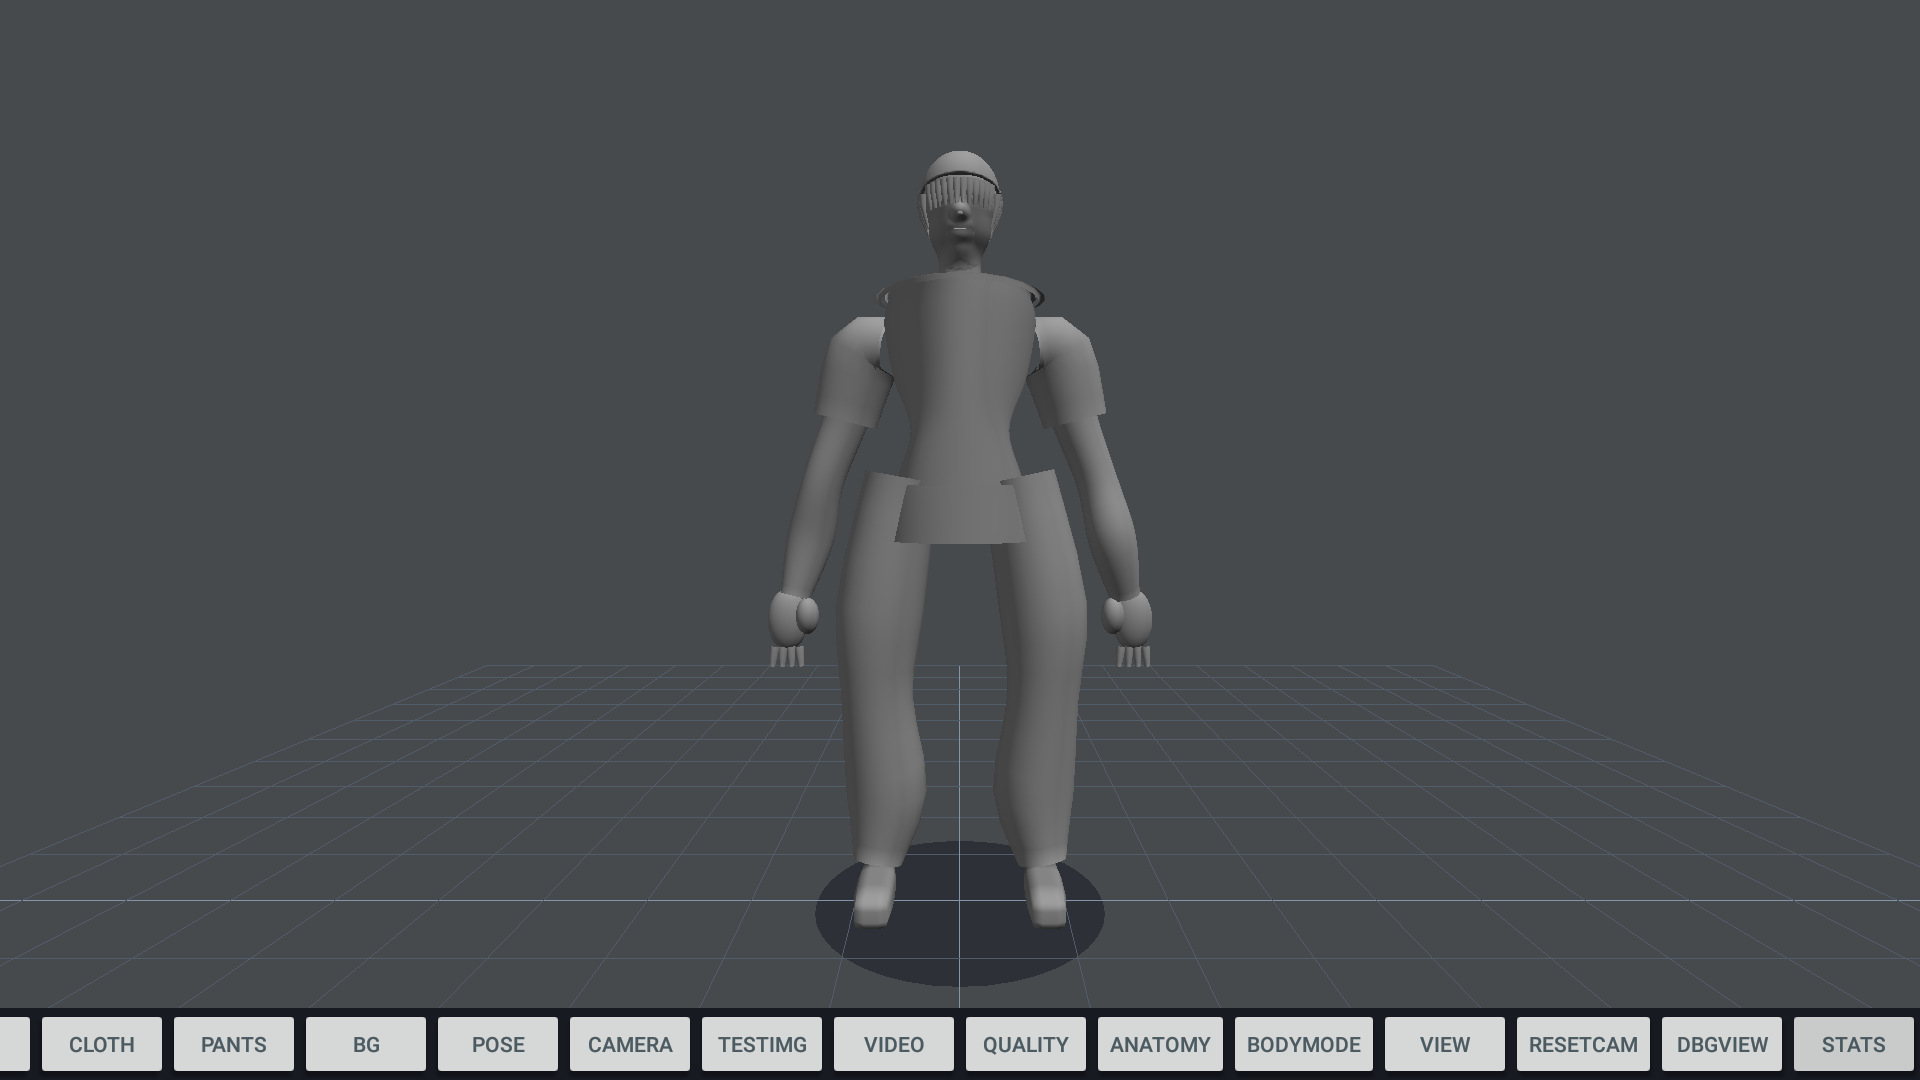 CLOTH
PANTS
BG
POSE
CAMERA
TESTIMG
VIDEO
QUALITY
ANATOMY
BODYMODE
VIEW
RESETCAM
DBGVIEW
STATS